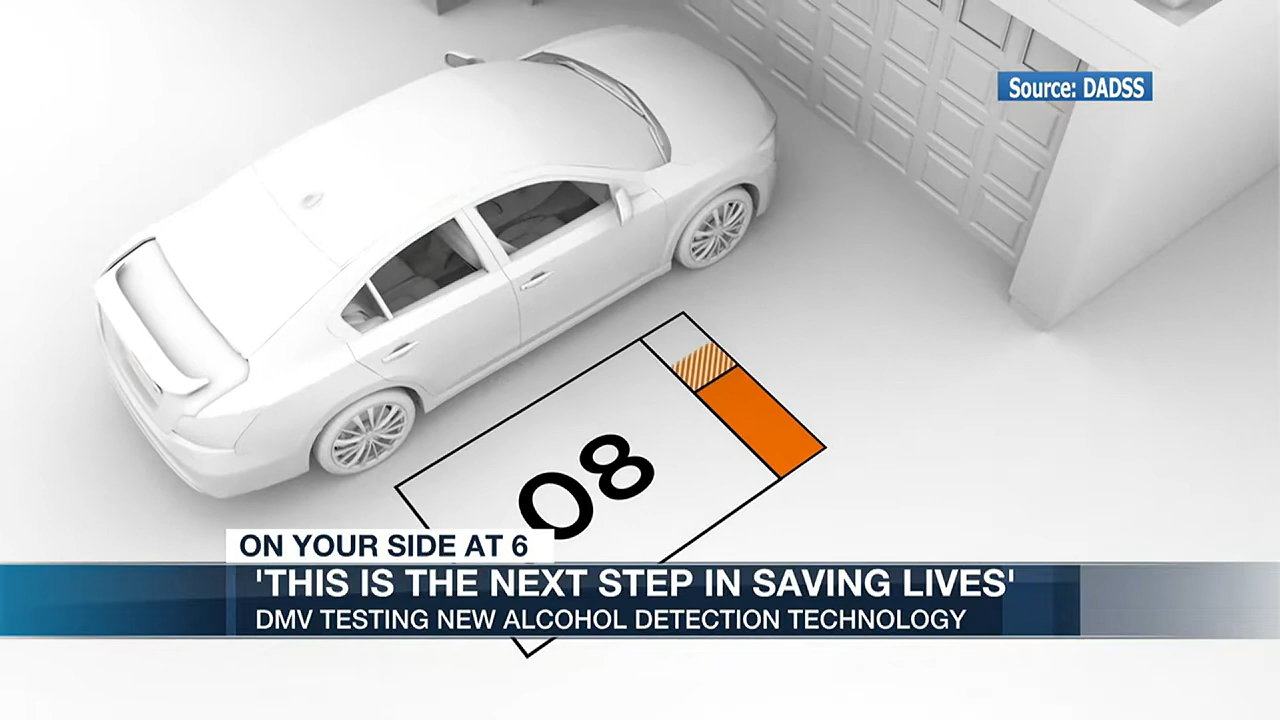 Source: DADSS
08
ON YOUR SIDE AT 6
'THIS IS THE NEXT STEP IN SAVING LIVES'
DMV TESTING NEW ALCOHOL DETECTION TECHNOLOGY